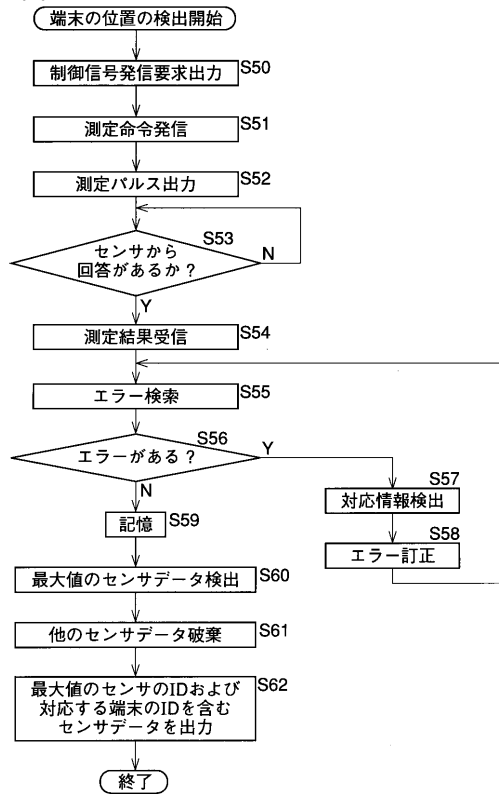 端末の位置の検出開始
制御信号発信要求出力 S50
測定命令発信 S51
測定パルス出力 S52
S53
センサから
回答があるか？
N
Y
測定結果受信 S54
エラー検索 S55
S56
エラーがある？
Y
N
S57
対応情報検出
S58
エラー訂正
記憶 S59
最大値のセンサデータ検出 S60
他のセンサデータ破棄 S61
最大値のセンサのIDおよび S62
対応する端末のIDを含む
センサデータを出力
終了